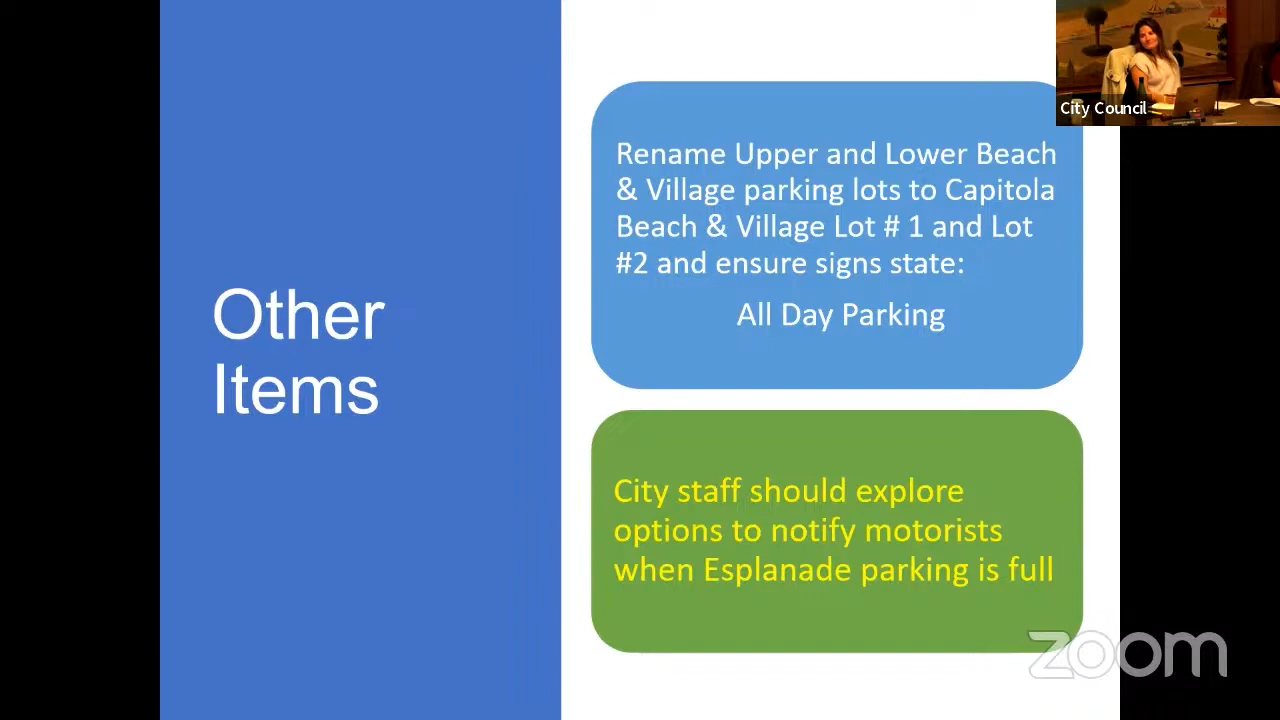 City Council
Other
Items
Rename Upper and Lower Beach
& Village parking lots to Capitola
Beach & Village Lot # 1 and Lot
#2 and ensure signs state:
All Day Parking
City staff should explore
options to notify motorists
when Esplanade parking is full
zoom